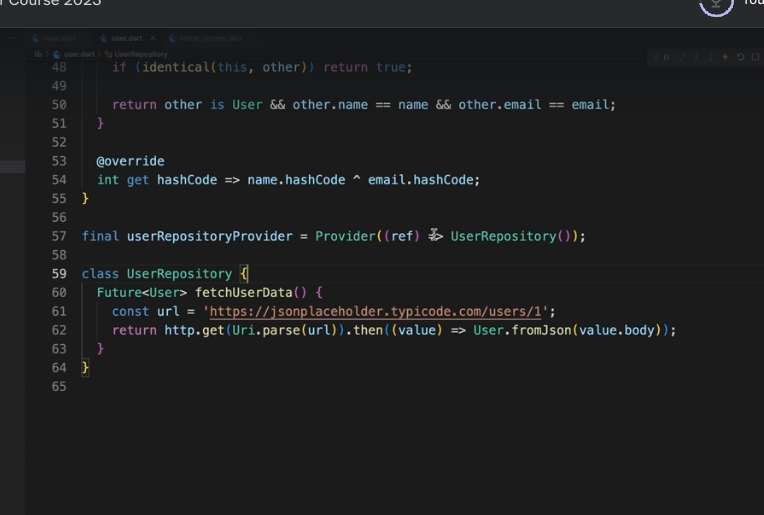 Course 2023
You
main.dart user.dart × home_screen.dart
lib > user.dart > UserRepository
48 if (identical(this, other)) return true;
49
50 return other is User && other.name == name && other.email == email;
51 }
52
53 @override
54 int get hashCode => name.hashCode ^ email.hashCode;
55 }
56
57 final userRepositoryProvider = Provider((ref) => UserRepository());
58
59 class UserRepository {
60 Future<User> fetchUserData() {
61 const url = 'https://jsonplaceholder.typicode.com/users/1';
62 return http.get(Uri.parse(url)).then((value) => User.fromJson(value.body));
63 }
64 }
65